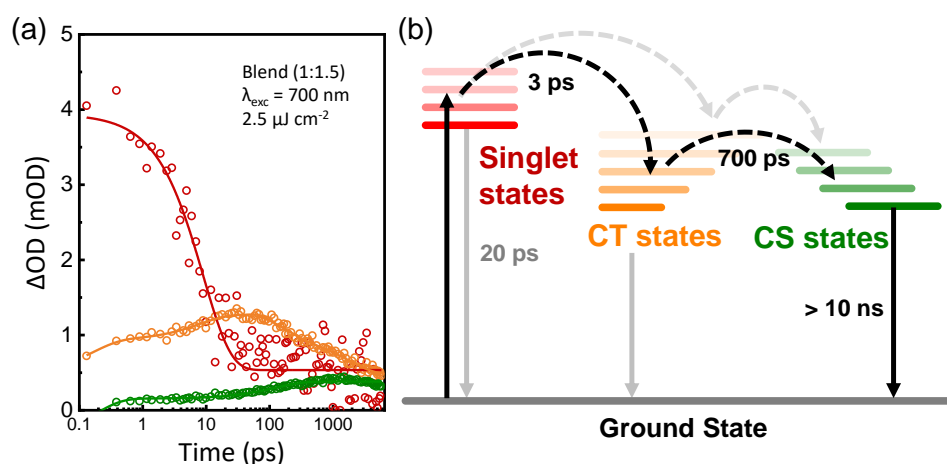 (a)
5
4
3
2
1
0
ΔOD (mOD)
0.1
1
10
100
1000
Time (ps)
Blend (1:1.5)
λexc = 700 nm
2.5 µJ cm-2
(b)
3 ps
700 ps
Singlet
states
CT states
CS states
20 ps
> 10 ns
Ground State